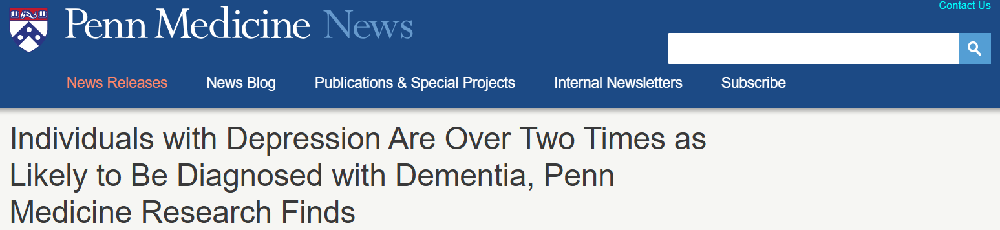 Contact Us
Penn Medicine News
News Releases News Blog Publications & Special Projects Internal Newsletters Subscribe
Individuals with Depression Are Over Two Times as
Likely to Be Diagnosed with Dementia, Penn
Medicine Research Finds